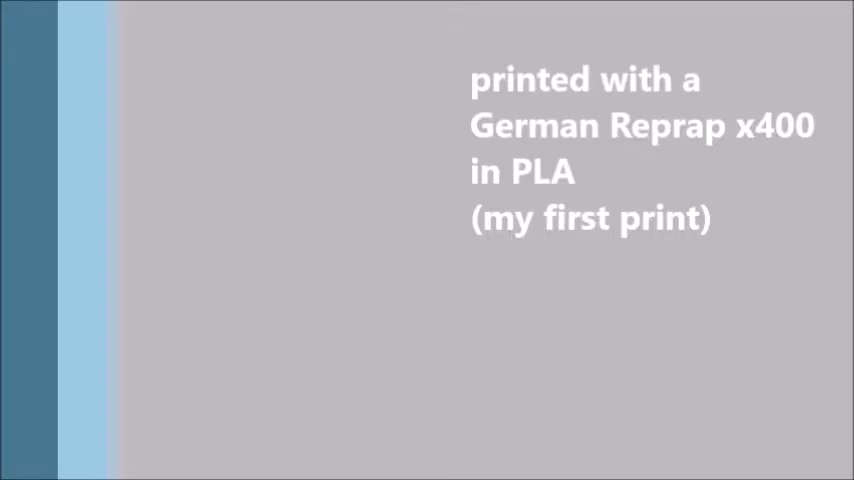 printed with a
German Reprap x400
in PLA
(my first print)